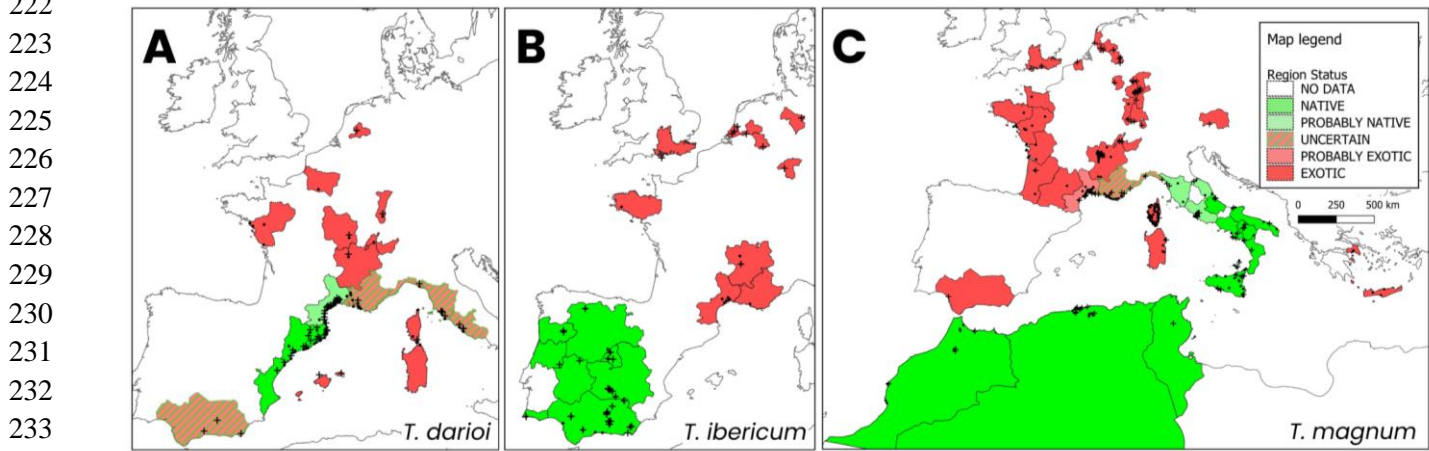 222
223
224
225
226
227
228
229
230
231
232
233
A
T. darioi
B
T. ibericum
C
Map legend
Region Status
NO DATA
NATIVE
PROBABLY NATIVE
UNCERTAIN
PROBABLY EXOTIC
EXOTIC
0 250 500 km
T. magnum